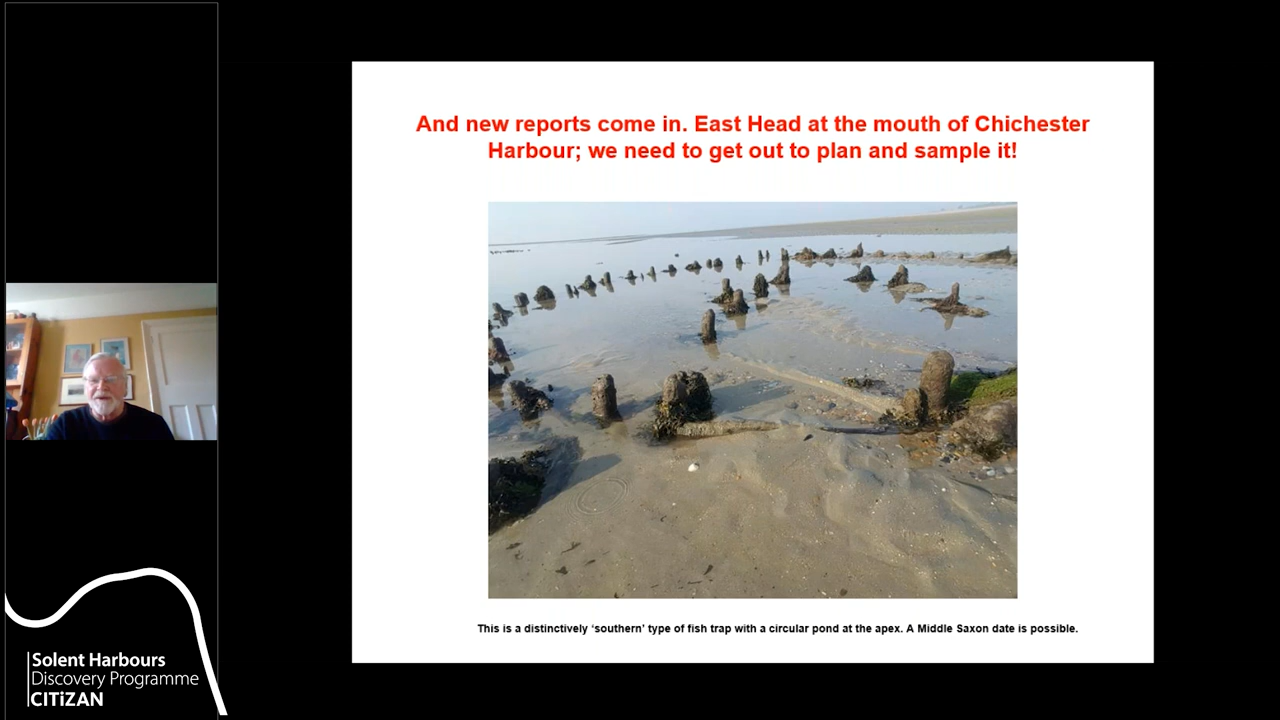 And new reports come in. East Head at the mouth of Chichester
Harbour; we need to get out to plan and sample it!
This is a distinctively ‘southern’ type of fish trap with a circular pond at the apex. A Middle Saxon date is possible.
Solent Harbours
Discovery Programme
CITiZAN